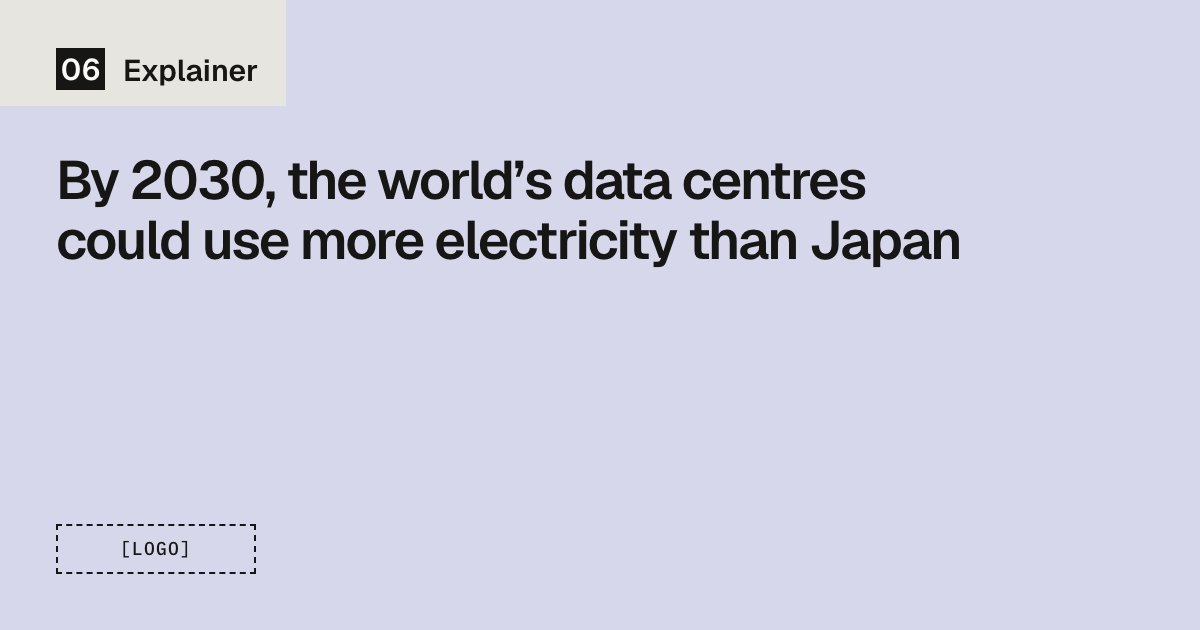 06 Explainer
By 2030, the world’s data centres
could use more electricity than Japan
[LOGO]